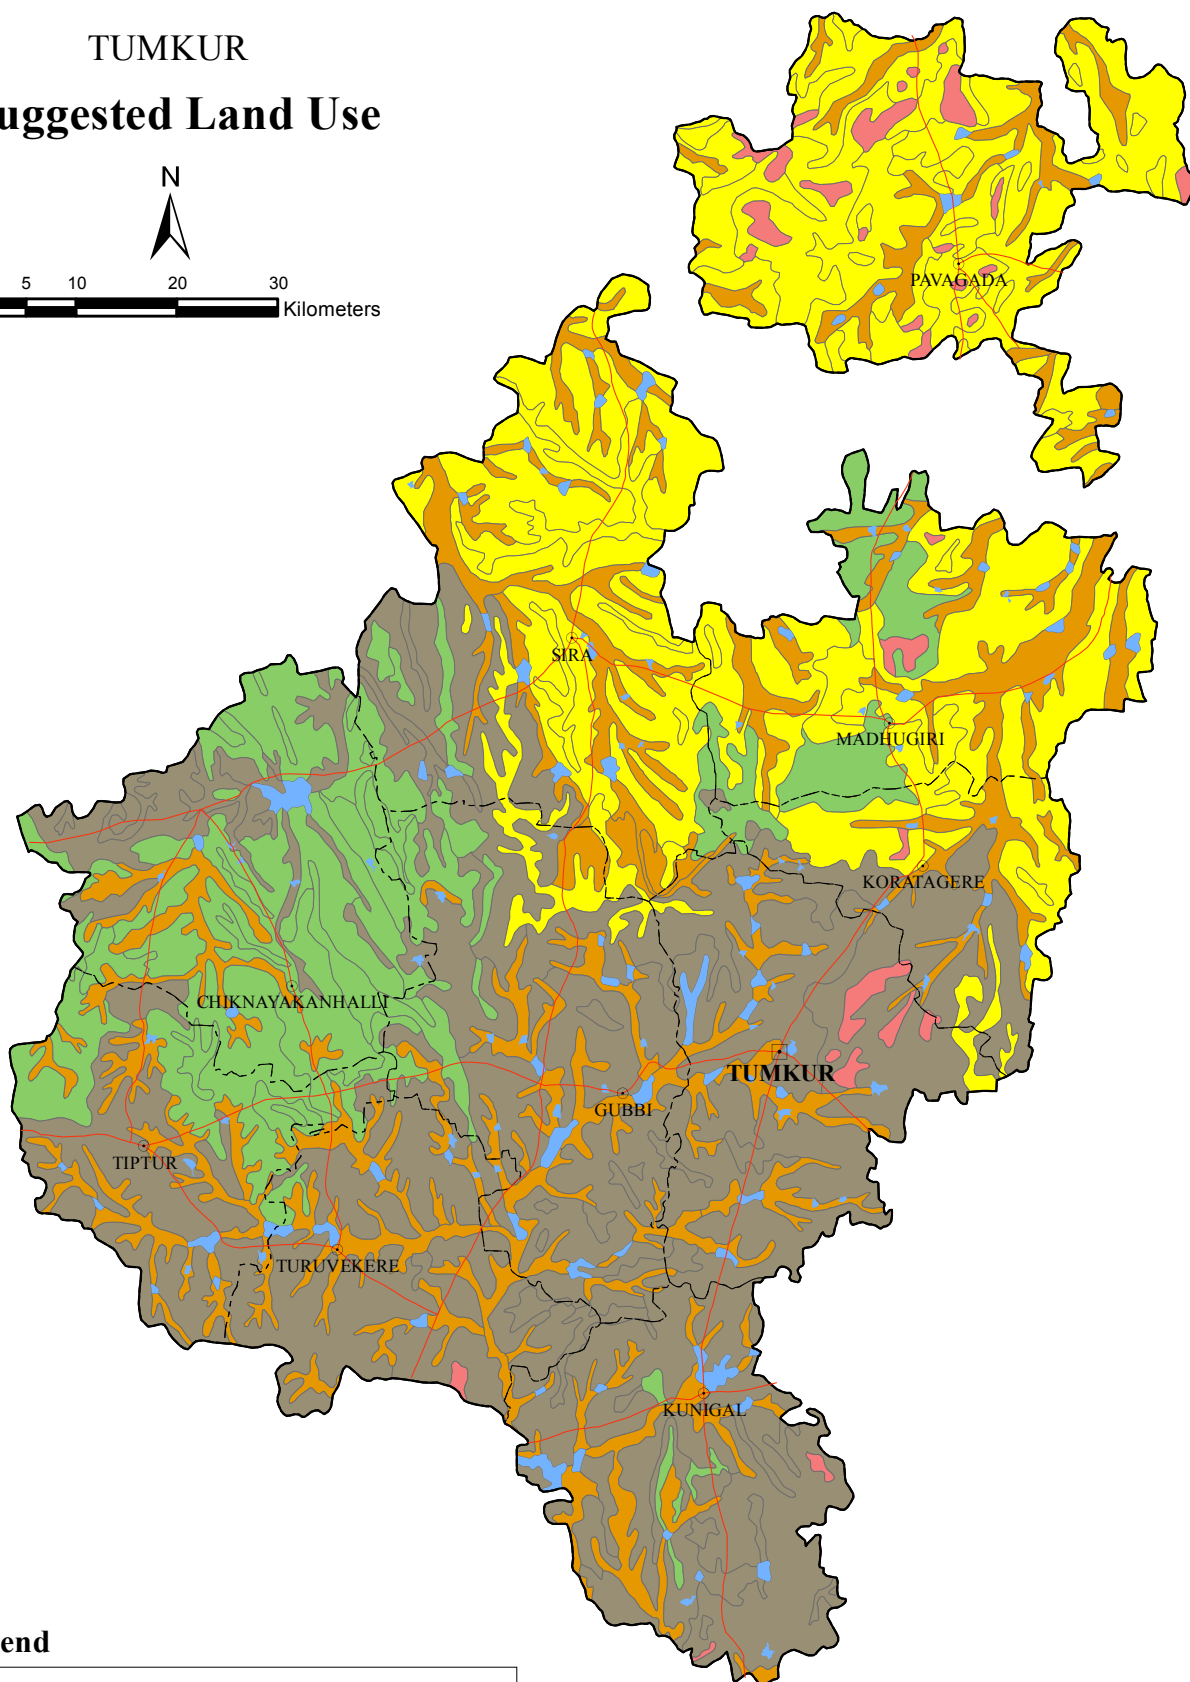 TUMKUR
uggested Land Use
N
5 10 20 30
Kilometers
PAVAGADA
SIRA
MADHUGIRI
KORATAGERE
CHIKNAYAKANHALLI
TUMKUR
GUBBI
TIPTUR
TURUVEKERE
KUNIGAL
end